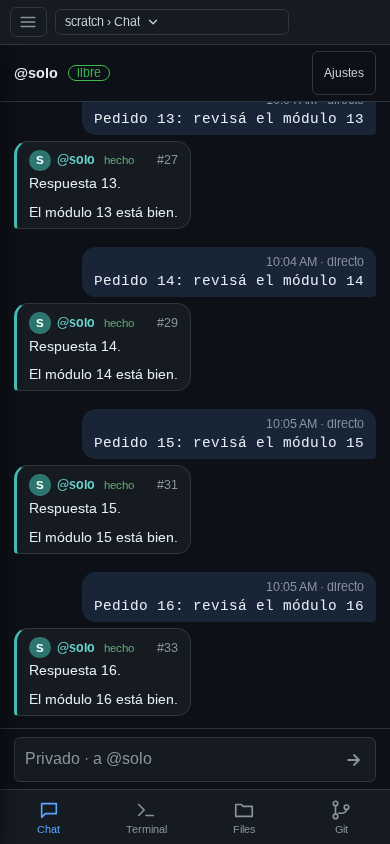 scratch › Chat
@solo libre
Ajustes
Pedido 13: revisá el módulo 13
S @solo hecho #27
Respuesta 13.
El módulo 13 está bien.
10:04 AM · directo
Pedido 14: revisá el módulo 14
S @solo hecho #29
Respuesta 14.
El módulo 14 está bien.
10:05 AM · directo
Pedido 15: revisá el módulo 15
S @solo hecho #31
Respuesta 15.
El módulo 15 está bien.
10:05 AM · directo
Pedido 16: revisá el módulo 16
S @solo hecho #33
Respuesta 16.
El módulo 16 está bien.
Privado · a @solo
Chat Terminal Files Git